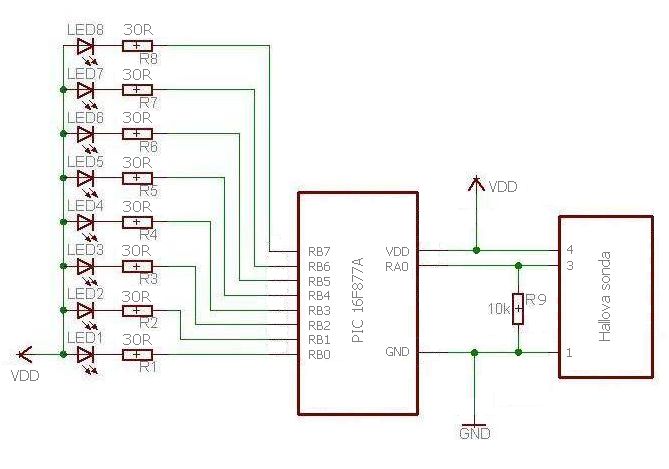 LED8 30R
R8
LED7 30R
R7
LED6 30R
R6
LED5 30R
R5
LED4 30R
R4
LED3 30R
R3
LED2 30R
R2
LED1 30R
R1
VDD
RB7
RB6
RB5
RB4
RB3
RB2
RB1
RB0
PIC 16F877A
VDD
RA0
GND
VDD
10k
R9
GND
4
3
1
Hallova sonda